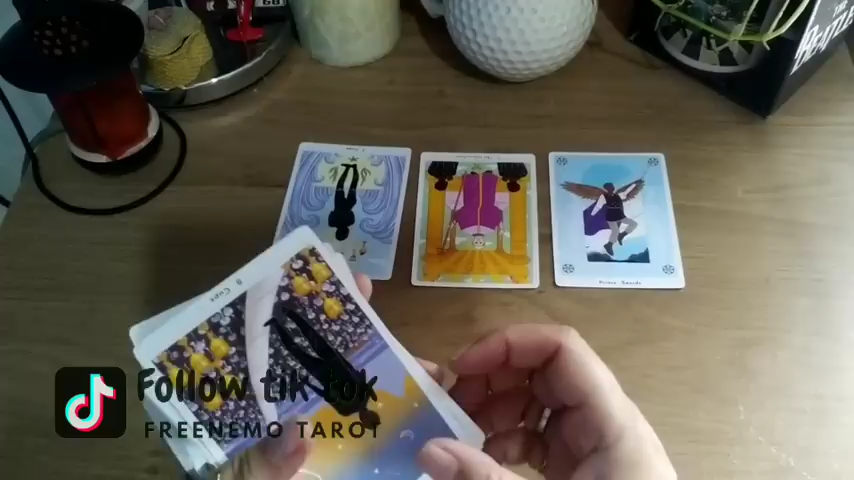 THE
BEATLES
Prince Swords
8 Cups
Follow tik tok
FREENEMO TAROT